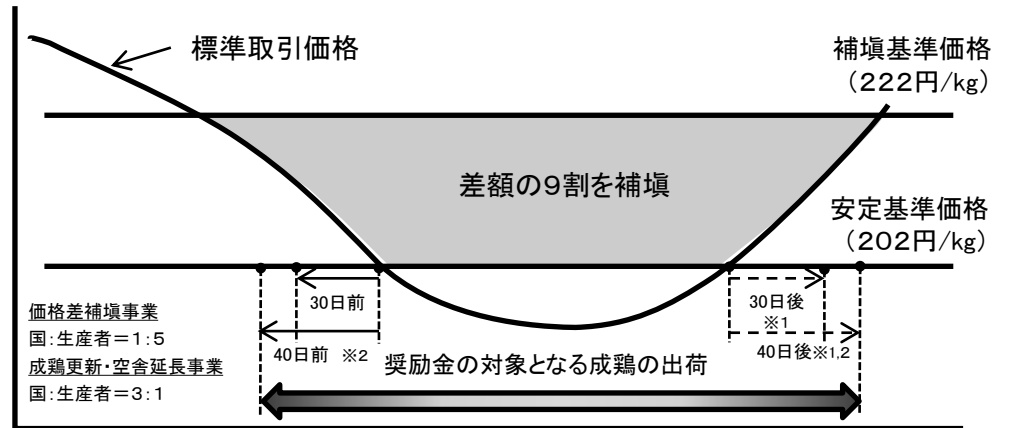 標準取引価格
補塡基準価格
（２２２円/kg）
差額の９割を補塡
安定基準価格
（２０２円/kg）
価格差補塡事業
国：生産者＝１：５
成鶏更新・空舎延長事業
国：生産者＝３：１
30日前
40日前 ※2
30日後
※1
40日後※1,2
奨励金の対象となる成鶏の出荷